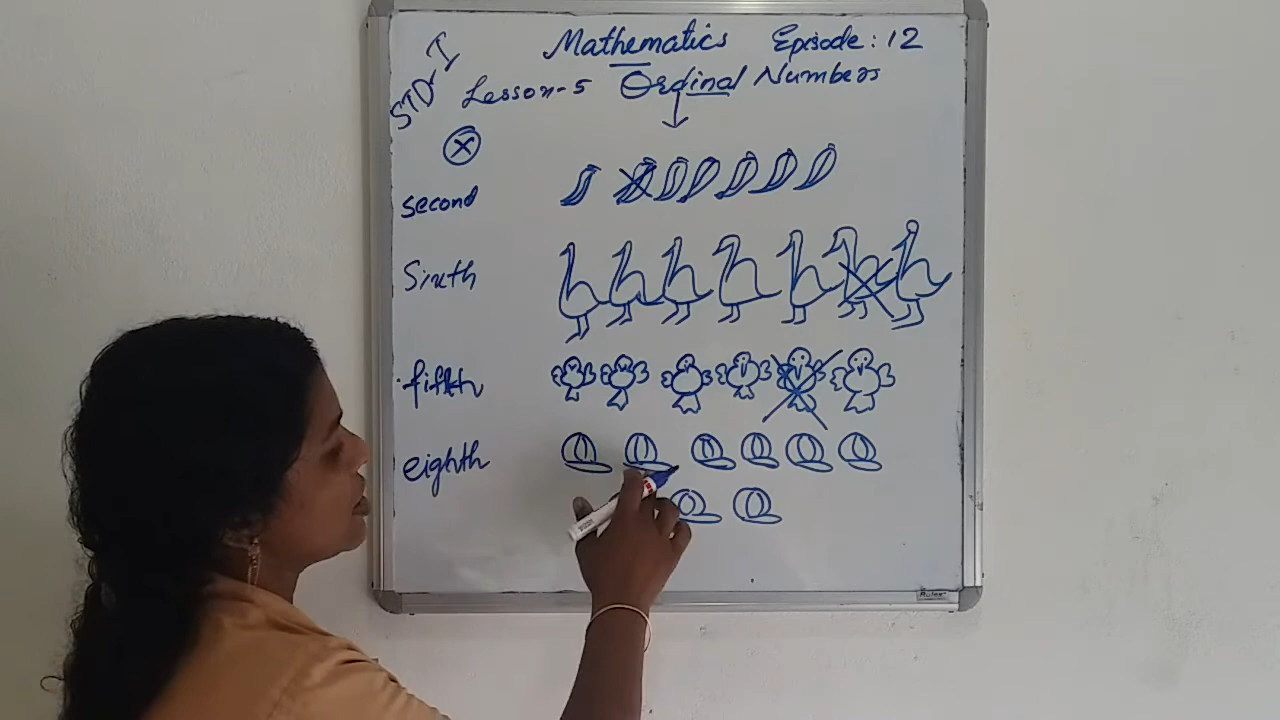 STD-I
Mathematics Episode: 12
Lesson-5 Ordinal Numbers
second
Sixth
fifth
eighth